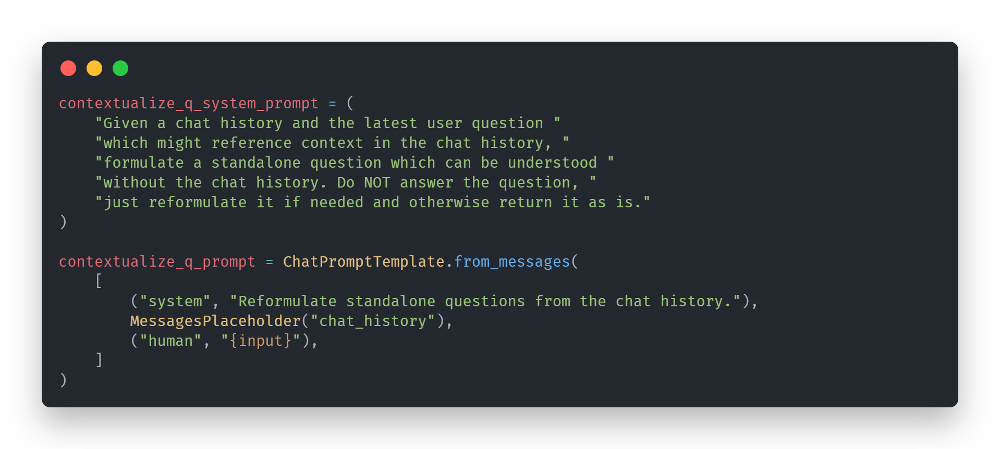 contextualize_q_system_prompt = (
    "Given a chat history and the latest user question "
    "which might reference context in the chat history, "
    "formulate a standalone question which can be understood "
    "without the chat history. Do NOT answer the question, "
    "just reformulate it if needed and otherwise return it as is."
)

contextualize_q_prompt = ChatPromptTemplate.from_messages(
    [
        ("system", "Reformulate standalone questions from the chat history."),
        MessagesPlaceholder("chat_history"),
        ("human", "{input}"),
    ]
)